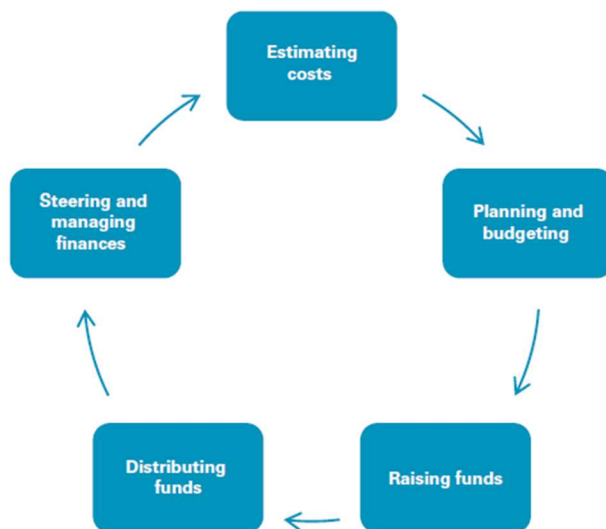 Estimating
costs
Planning and
budgeting
Raising funds
Distributing
funds
Steering and
managing
finances